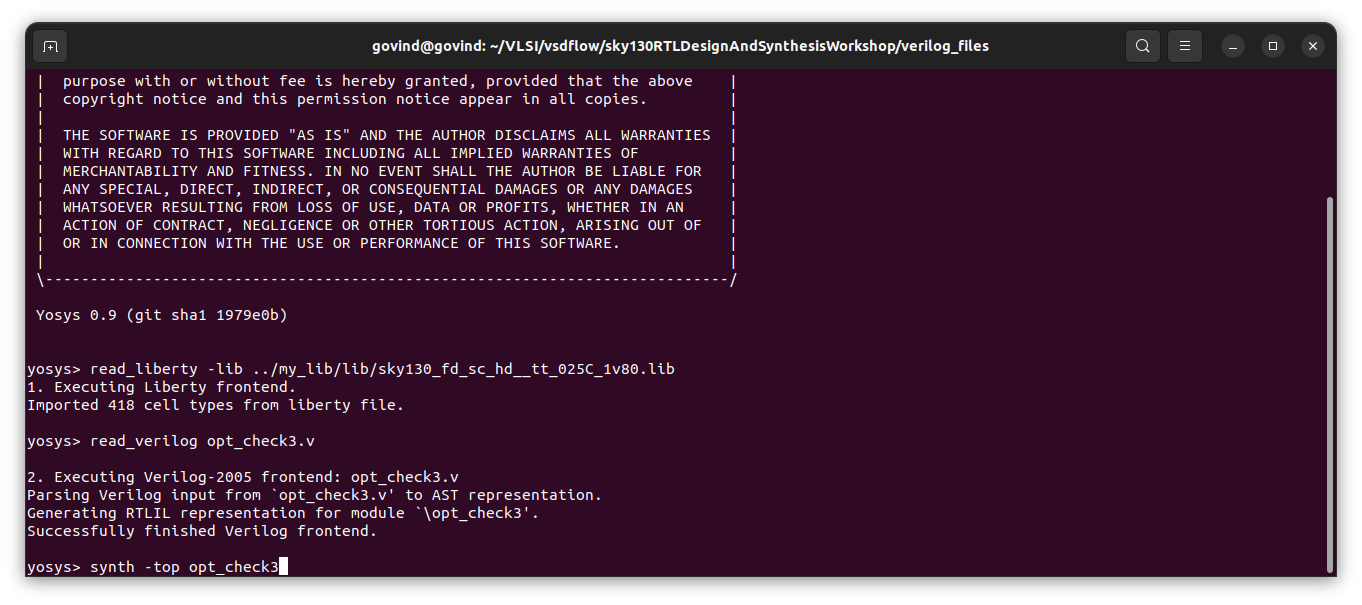 govind@govind: ~/VLSI/vsdflow/sky130RTLDesignAndSynthesisWorkshop/verilog_files
|  purpose with or without fee is hereby granted, provided that the above    |
|  copyright notice and this permission notice appear in all copies.         |
|                                                                            |
|  THE SOFTWARE IS PROVIDED "AS IS" AND THE AUTHOR DISCLAIMS ALL WARRANTIES  |
|  WITH REGARD TO THIS SOFTWARE INCLUDING ALL IMPLIED WARRANTIES OF          |
|  MERCHANTABILITY AND FITNESS. IN NO EVENT SHALL THE AUTHOR BE LIABLE FOR   |
|  ANY SPECIAL, DIRECT, INDIRECT, OR CONSEQUENTIAL DAMAGES OR ANY DAMAGES    |
|  WHATSOEVER RESULTING FROM LOSS OF USE, DATA OR PROFITS, WHETHER IN AN     |
|  ACTION OF CONTRACT, NEGLIGENCE OR OTHER TORTIOUS ACTION, ARISING OUT OF   |
|  OR IN CONNECTION WITH THE USE OR PERFORMANCE OF THIS SOFTWARE.            |
|                                                                            |
\----------------------------------------------------------------------------/
Yosys 0.9 (git sha1 1979e0b)
yosys> read_liberty -lib ../my_lib/lib/sky130_fd_sc_hd__tt_025C_1v80.lib
1. Executing Liberty frontend.
Imported 418 cell types from liberty file.
yosys> read_verilog opt_check3.v
2. Executing Verilog-2005 frontend: opt_check3.v
Parsing Verilog input from `opt_check3.v' to AST representation.
Generating RTLIL representation for module `\opt_check3'.
Successfully finished Verilog frontend.
yosys> synth -top opt_check3